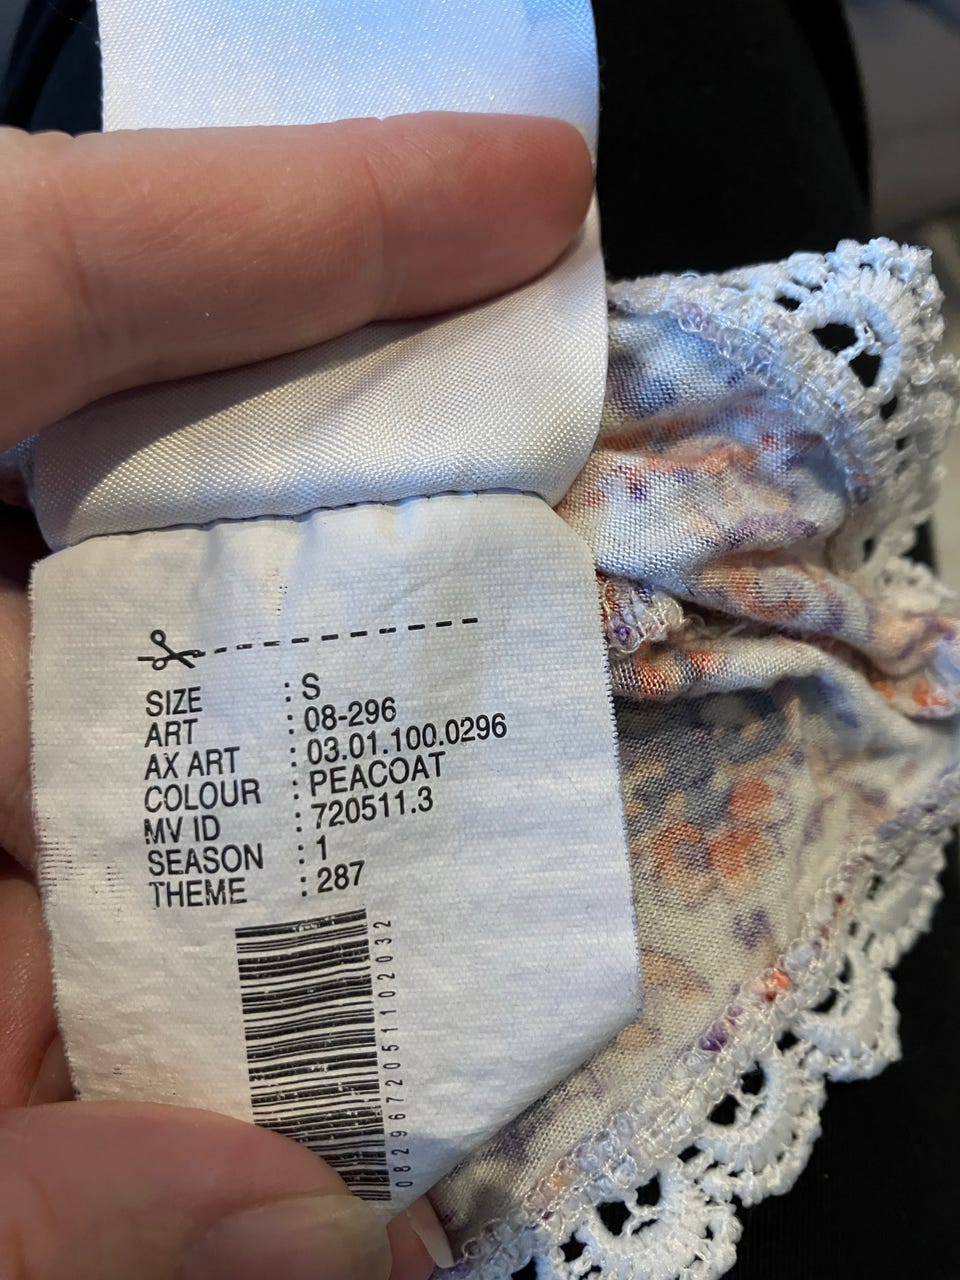 SIZE : S
ART : 08-296
AX ART : 03.01.100.0296
COLOUR : PEACOAT
MV ID : 720511.3
SEASON : 1
THEME : 287
0829672051102032